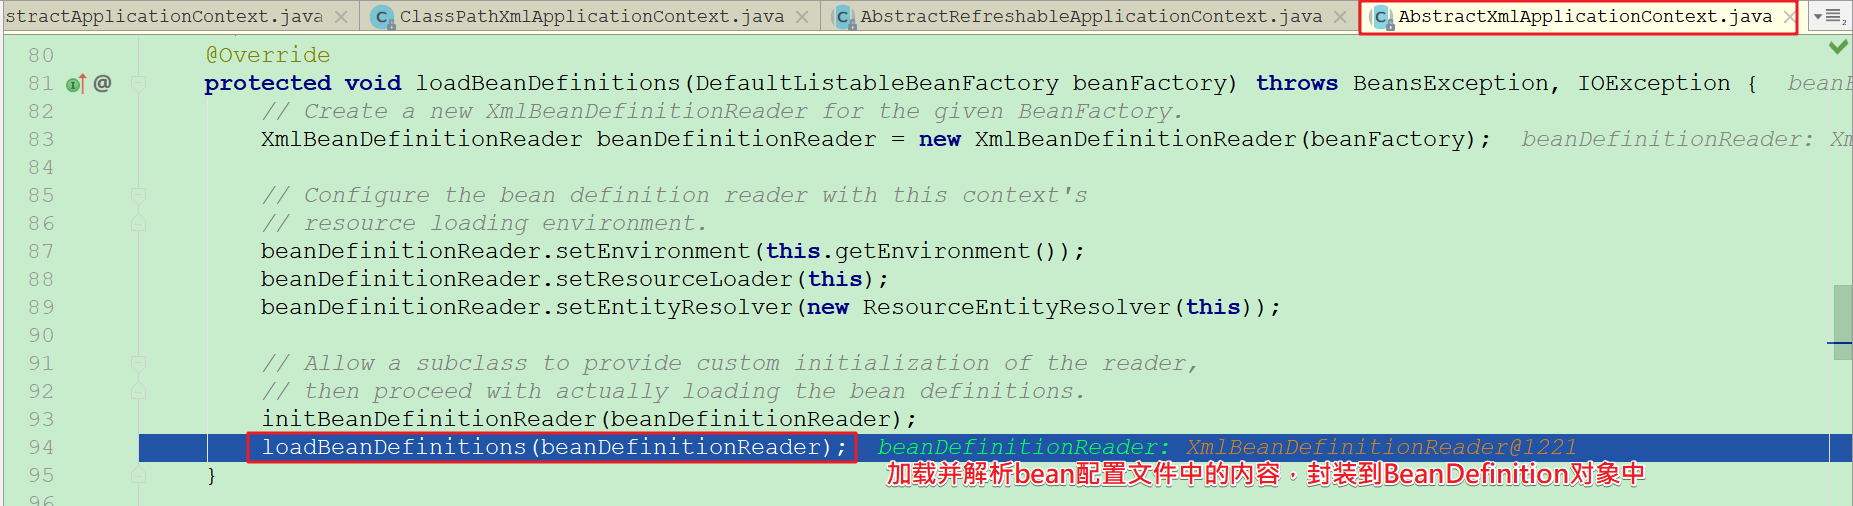 stractApplicationContext.java ClassPathXmlApplicationContext.java AbstractRefreshableApplicationContext.java AbstractXmlApplicationContext.java
80 @Override
81 protected void loadBeanDefinitions(DefaultListableBeanFactory beanFactory) throws BeansException, IOException {
82 // Create a new XmlBeanDefinitionReader for the given BeanFactory.
83 XmlBeanDefinitionReader beanDefinitionReader = new XmlBeanDefinitionReader(beanFactory); beanDefinitionReader: Xm
84
85 // Configure the bean definition reader with this context's
86 // resource loading environment.
87 beanDefinitionReader.setEnvironment(this.getEnvironment());
88 beanDefinitionReader.setResourceLoader(this);
89 beanDefinitionReader.setEntityResolver(new ResourceEntityResolver(this));
90
91 // Allow a subclass to provide custom initialization of the reader,
92 // then proceed with actually loading the bean definitions.
93 initBeanDefinitionReader(beanDefinitionReader);
94 loadBeanDefinitions(beanDefinitionReader); beanDefinitionReader: XmlBeanDefinitionReader@1221
95 }
加载并解析bean配置文件中的内容，封装到BeanDefinition对象中
96